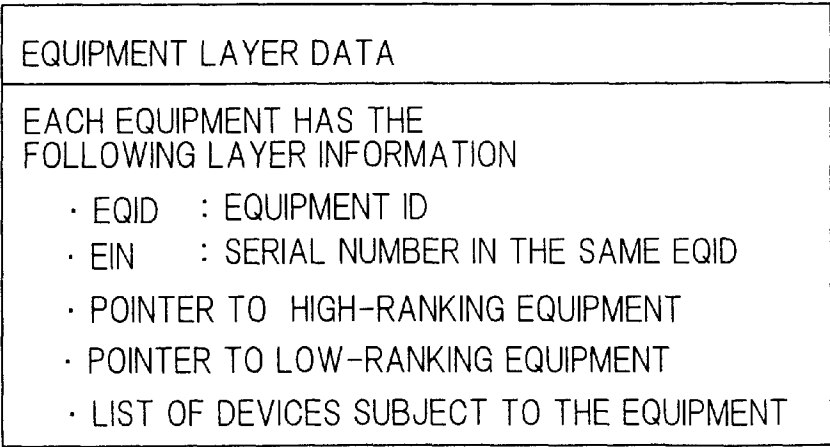 EQUIPMENT LAYER DATA
EACH EQUIPMENT HAS THE
FOLLOWING LAYER INFORMATION
· EQID : EQUIPMENT ID
· EIN : SERIAL NUMBER IN THE SAME EQID
· POINTER TO HIGH-RANKING EQUIPMENT
· POINTER TO LOW-RANKING EQUIPMENT
· LIST OF DEVICES SUBJECT TO THE EQUIPMENT